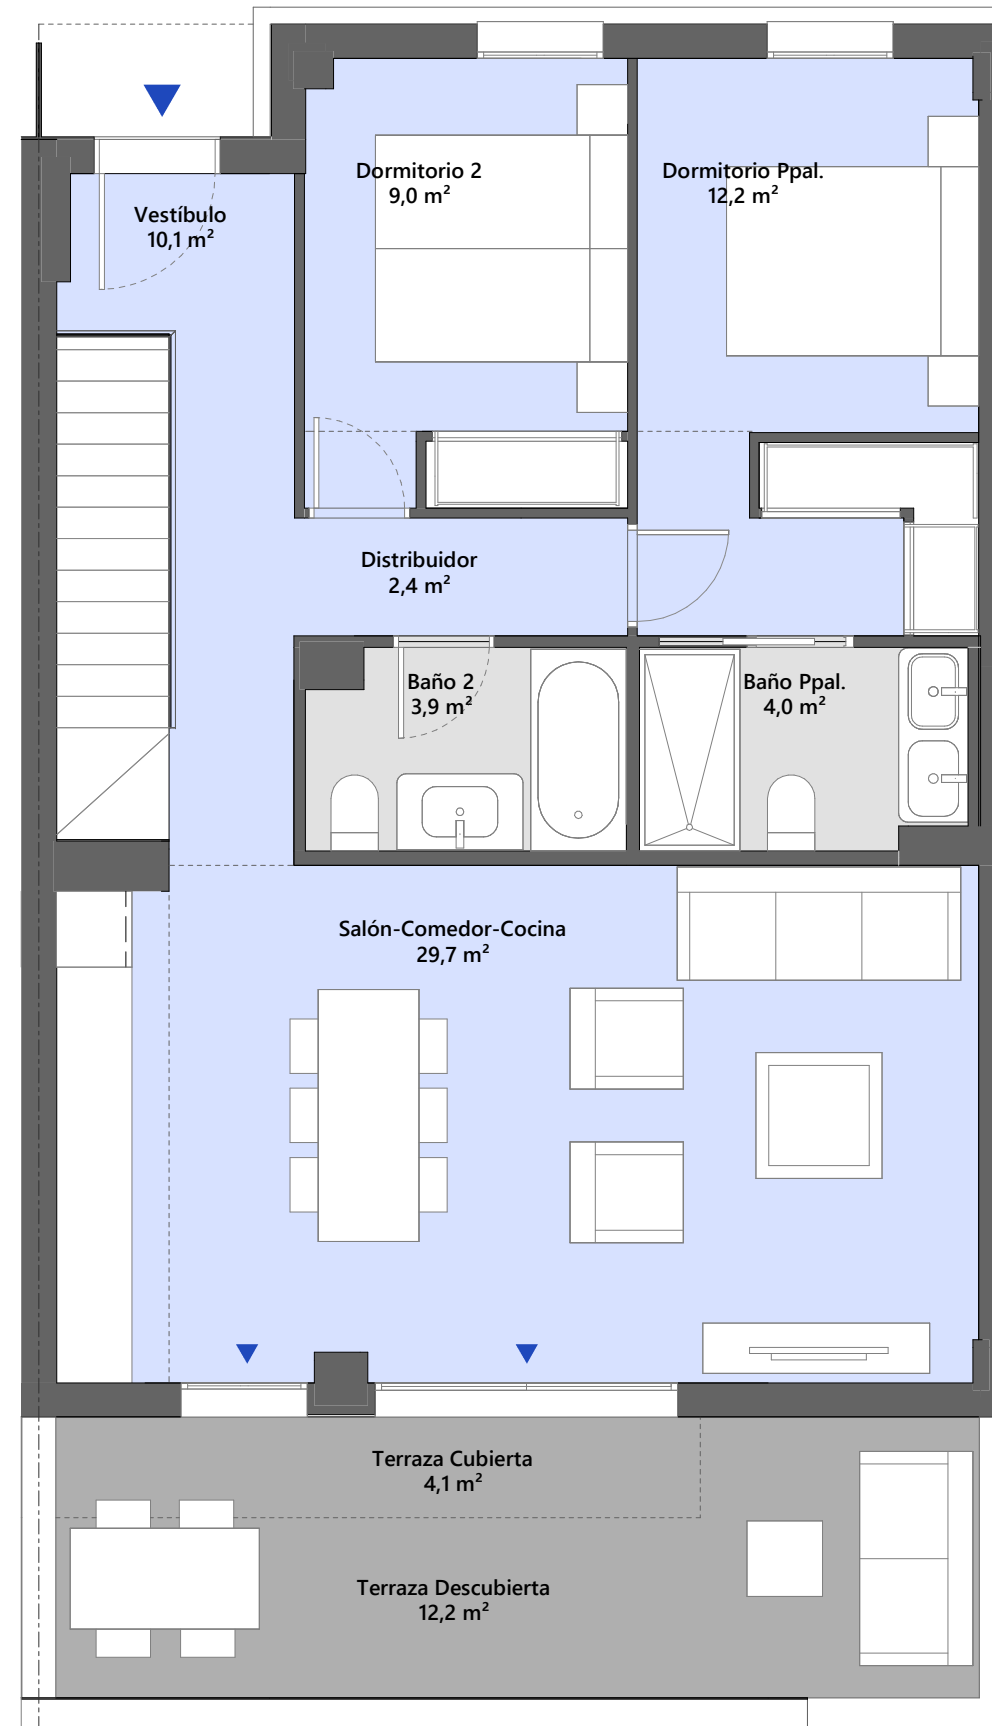 Dormitorio 2
9,0 m²
Dormitorio Ppal.
12,2 m²
Vestíbulo
10,1 m²
Distribuidor
2,4 m²
Baño 2
3,9 m²
Baño Ppal.
4,0 m²
Salón-Comedor-Cocina
29,7 m²
Terraza Cubierta
4,1 m²
Terraza Descubierta
12,2 m²